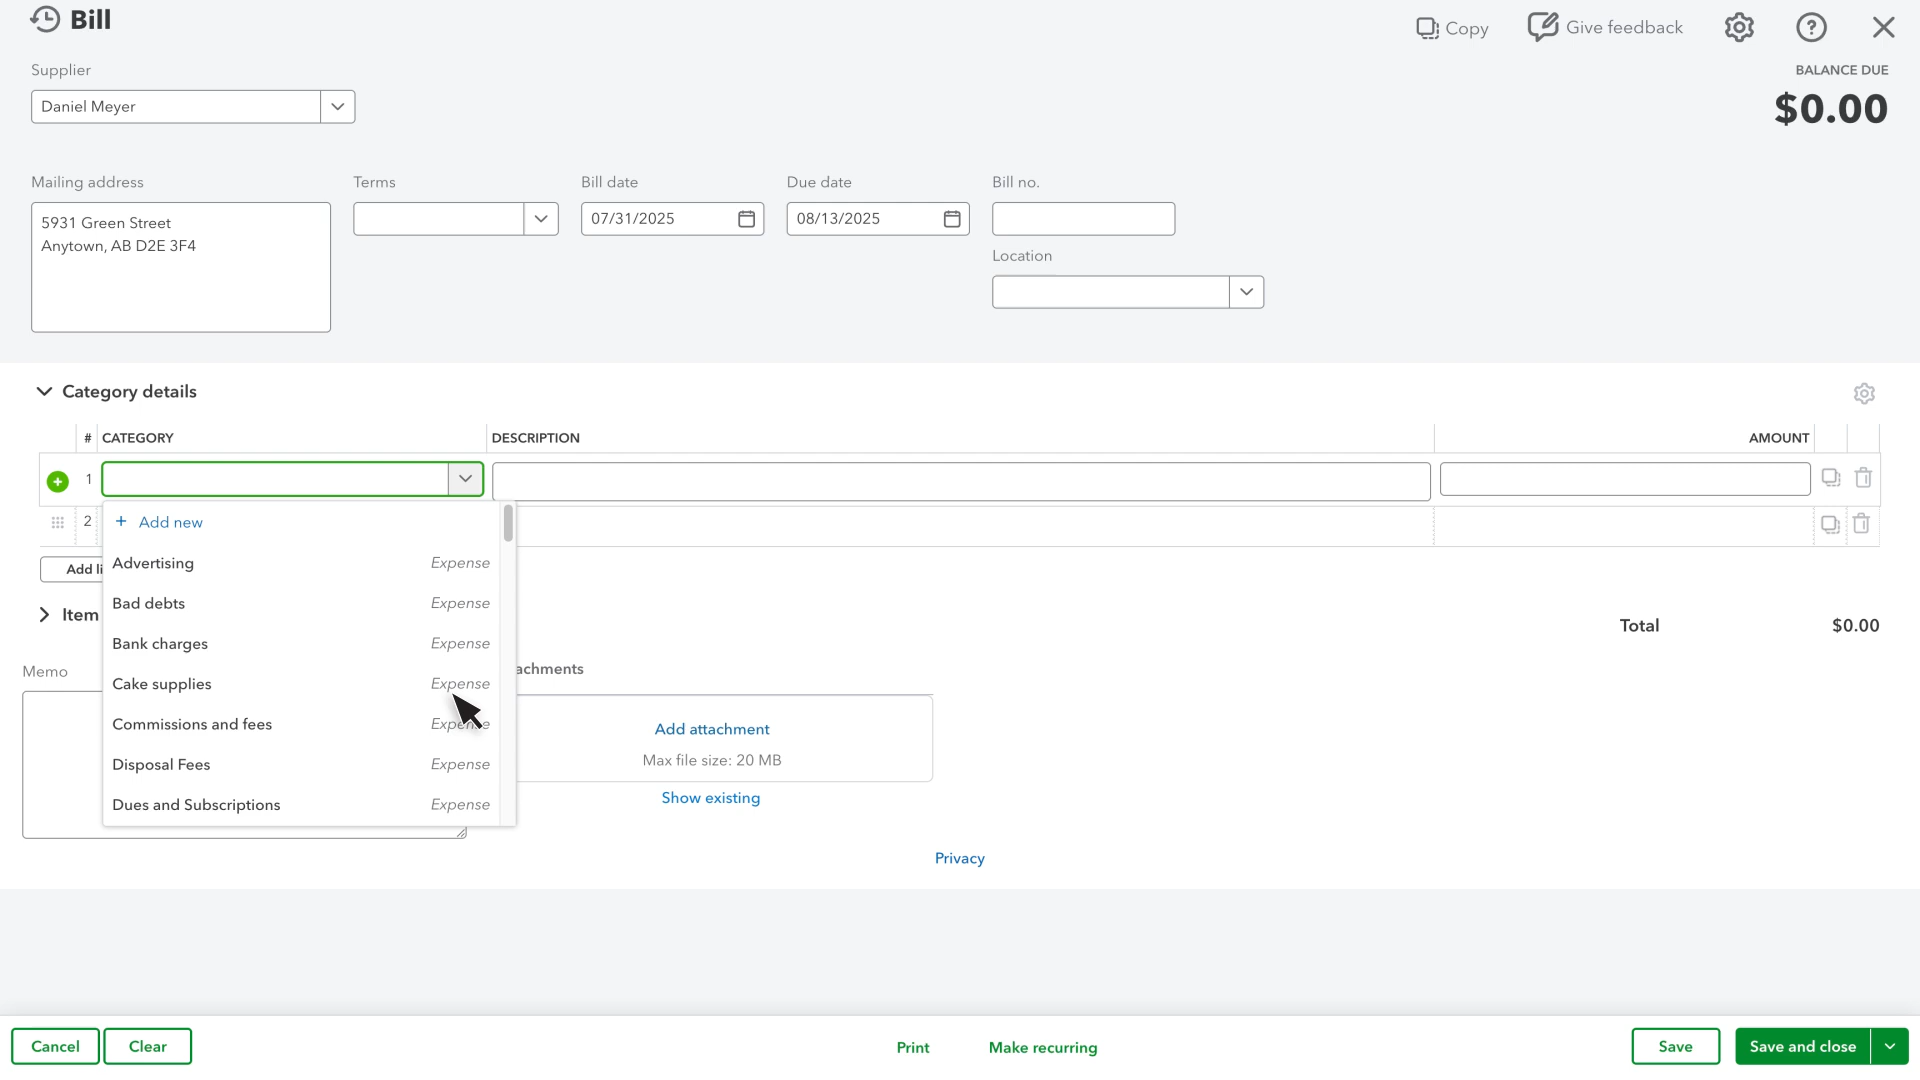 Bill
Copy
Give feedback
Supplier
BALANCE DUE
Daniel Meyer
$0.00
Mailing address
Terms
Bill date
Due date
Bill no.
5931 Green Street
Anytown, AB D2E 3F4
07/31/2025
08/13/2025
Location
Category details
# CATEGORY DESCRIPTION AMOUNT
1
2
+ Add new
Advertising Expense
Add li
Bad debts Expense
Item
Total $0.00
Bank charges Expense
Memo
achments
Cake supplies Expense
Commissions and fees Expense
Add attachment
Max file size: 20 MB
Disposal Fees Expense
Show existing
Dues and Subscriptions Expense
Privacy
Cancel
Clear
Print
Make recurring
Save
Save and close